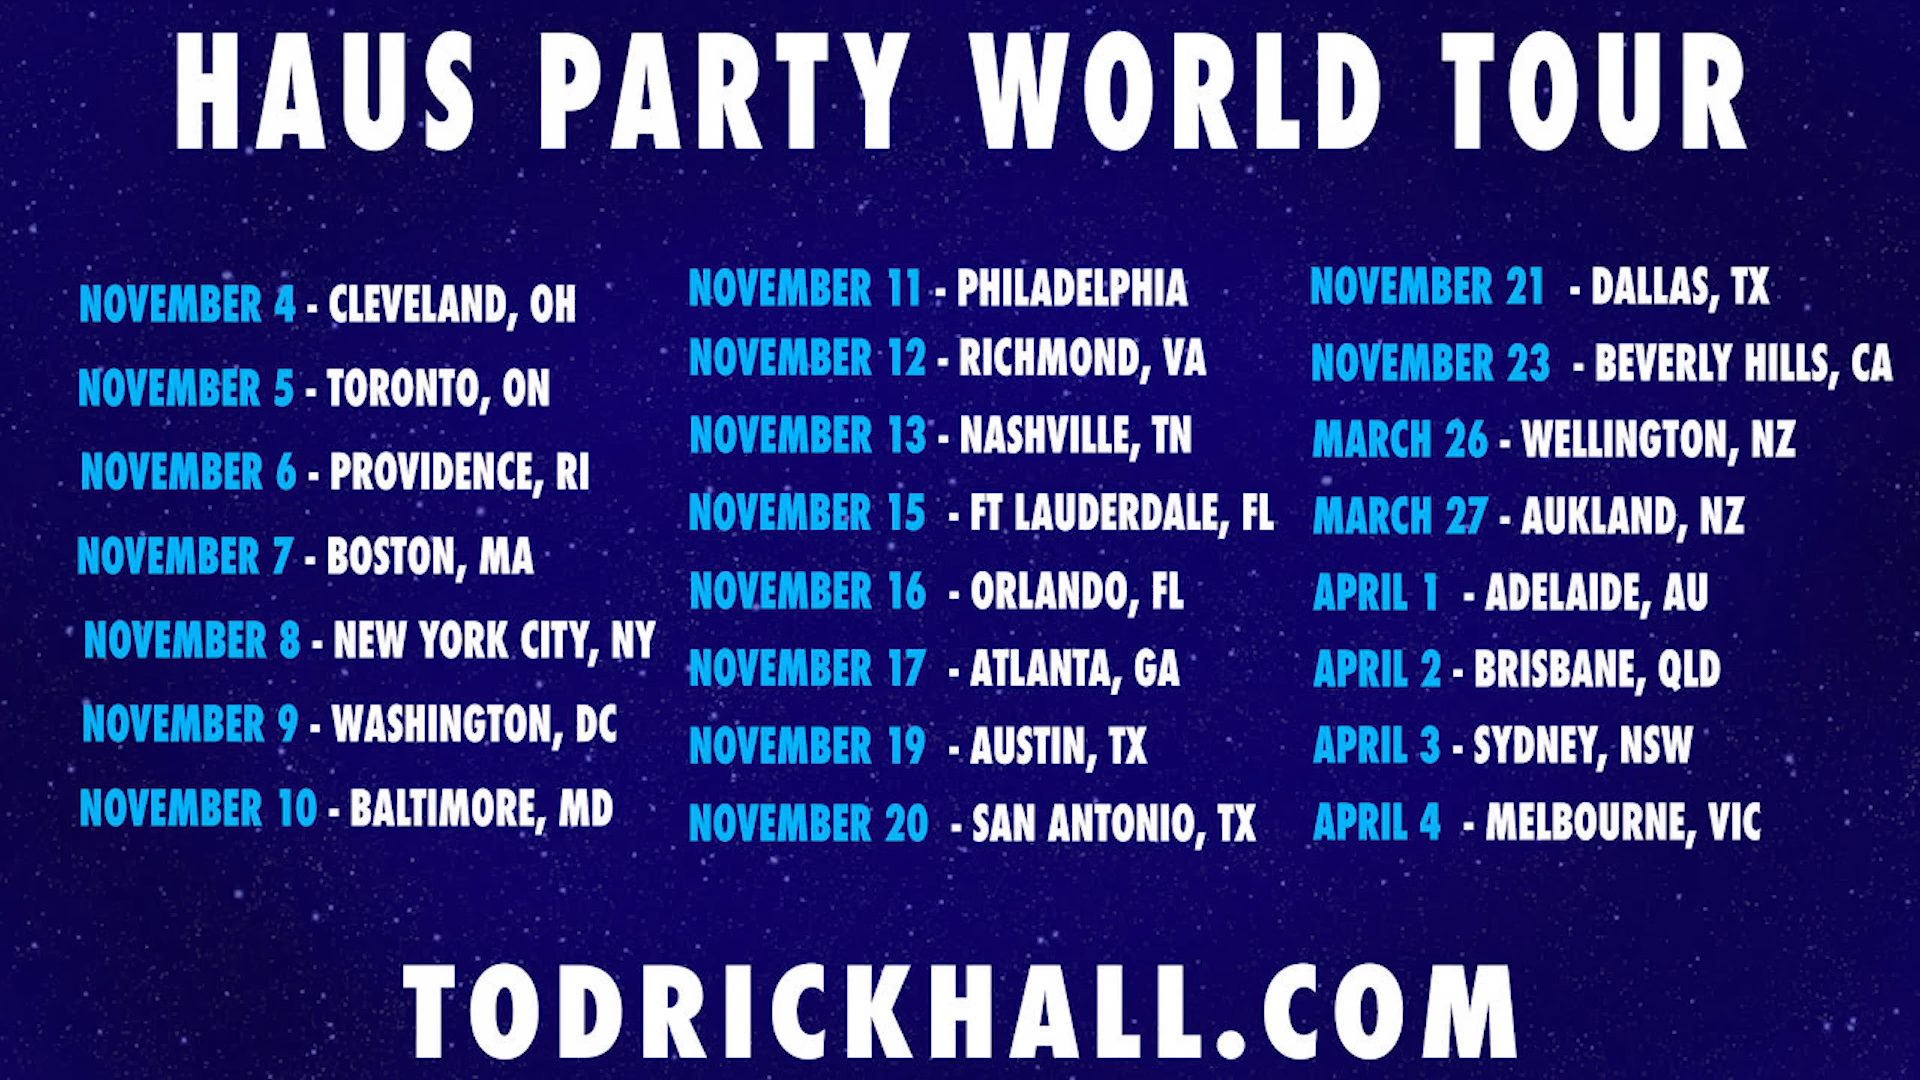 HAUS PARTY WORLD TOUR
NOVEMBER 4 - CLEVELAND, OH
NOVEMBER 5 - TORONTO, ON
NOVEMBER 6 - PROVIDENCE, RI
NOVEMBER 7 - BOSTON, MA
NOVEMBER 8 - NEW YORK CITY, NY
NOVEMBER 9 - WASHINGTON, DC
NOVEMBER 10 - BALTIMORE, MD
NOVEMBER 11 - PHILADELPHIA
NOVEMBER 12 - RICHMOND, VA
NOVEMBER 13 - NASHVILLE, TN
NOVEMBER 15 - FT LAUDERDALE, FL
NOVEMBER 16 - ORLANDO, FL
NOVEMBER 17 - ATLANTA, GA
NOVEMBER 19 - AUSTIN, TX
NOVEMBER 20 - SAN ANTONIO, TX
NOVEMBER 21 - DALLAS, TX
NOVEMBER 23 - BEVERLY HILLS, CA
MARCH 26 - WELLINGTON, NZ
MARCH 27 - AUKLAND, NZ
APRIL 1 - ADELAIDE, AU
APRIL 2 - BRISBANE, QLD
APRIL 3 - SYDNEY, NSW
APRIL 4 - MELBOURNE, VIC
TODRICKHALL.COM